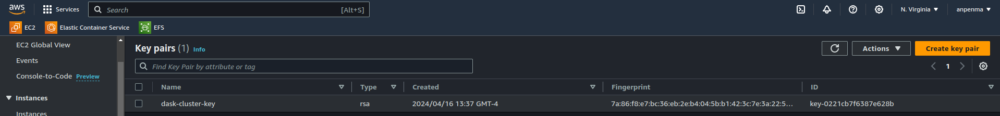 aws Services Search [Alt+S] N. Virginia anpenma
EC2 Elastic Container Service EFS
EC2 Global View
Events
Console-to-Code Preview
Instances
Instances
Key pairs (1) Info Actions Create key pair
Find Key Pair by attribute or tag 1
Name Type Created Fingerprint ID
dask-cluster-key rsa 2024/04/16 13:37 GMT-4 7a:86:f8:e7:bc:36:eb:2e:b4:04:5b:b1:42:3c:7e:3a:22:5... key-0221cb7f6387e628b